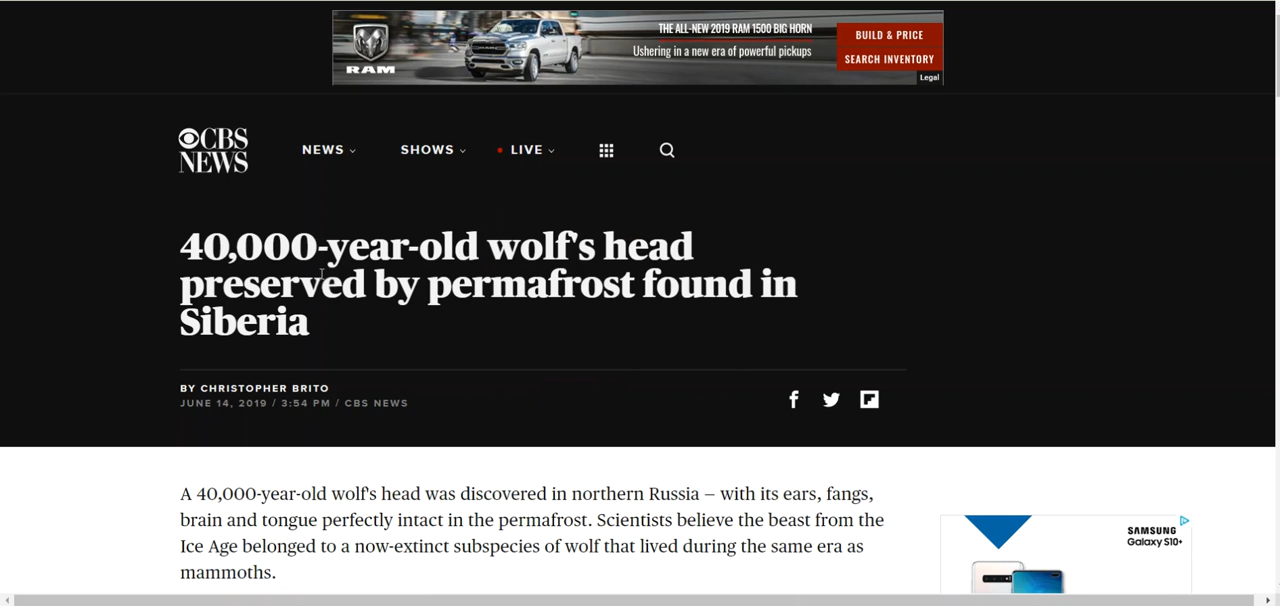 THE ALL-NEW 2019 RAM 1500 BIG HORN
Ushering in a new era of powerful pickups
RAM
BUILD & PRICE
SEARCH INVENTORY
Legal
CBS
NEWS
NEWS
SHOWS
LIVE
40,000-year-old wolf's head
preserved by permafrost found in
Siberia
BY CHRISTOPHER BRITO
JUNE 14, 2019 / 3:54 PM / CBS NEWS
A 40,000-year-old wolf's head was discovered in northern Russia — with its ears, fangs,
brain and tongue perfectly intact in the permafrost. Scientists believe the beast from the
Ice Age belonged to a now-extinct subspecies of wolf that lived during the same era as
mammoths.
SAMSUNG
Galaxy S10+